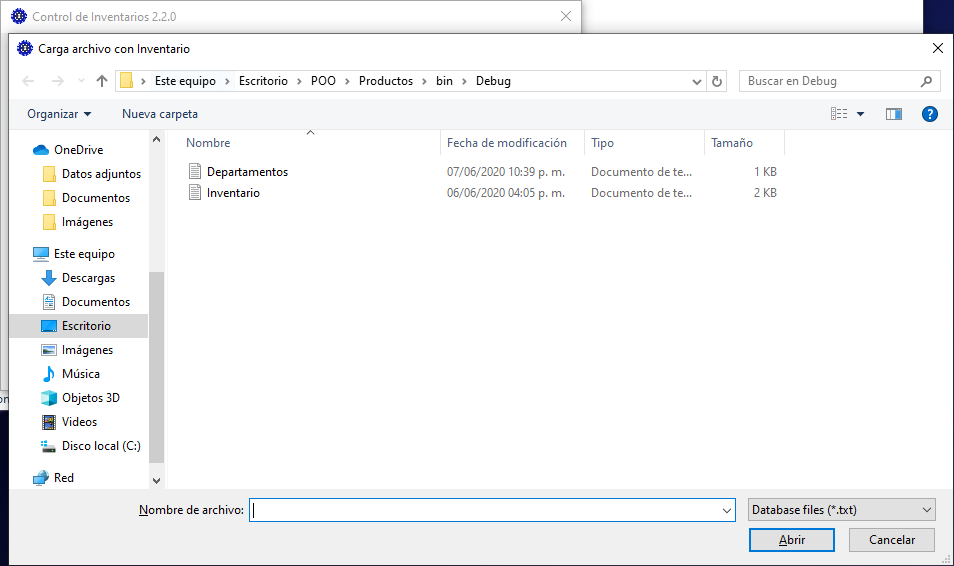 Control de Inventarios 2.2.0
Carga archivo con Inventario
Este equipo > Escritorio > POO > Productos > bin > Debug
Buscar en Debug
Organizar
Nueva carpeta
?
OneDrive
Datos adjuntos
Documentos
Imágenes
Este equipo
Descargas
Documentos
Escritorio
Imágenes
Música
Objetos 3D
Videos
Disco local (C:)
Red
Nombre Fecha de modificación Tipo Tamaño
Departamentos 07/06/2020 10:39 p. m. Documento de te... 1 KB
Inventario 06/06/2020 04:05 p. m. Documento de te... 2 KB
Nombre de archivo:
Database files (*.txt)
Abrir
Cancelar